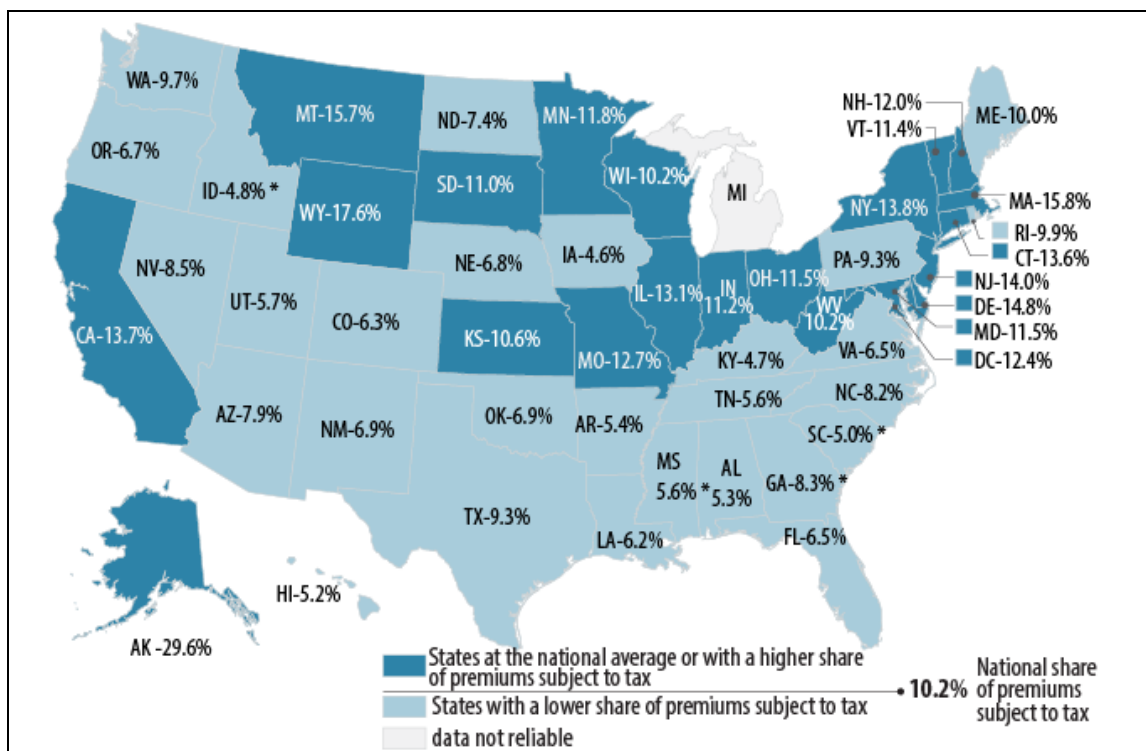 WA-9.7%
MT-15.7%
ND-7.4%
MN-11.8%
NH-12.0%
VT-11.4%
ME-10.0%
OR-6.7%
ID-4.8% *
WY-17.6%
SD-11.0%
WI-10.2%
MI
NY-13.8%
MA-15.8%
RI-9.9%
CT-13.6%
NV-8.5%
UT-5.7%
CO-6.3%
NE-6.8%
IA-4.6%
IL-13.1%
IN
11.2%
OH-11.5%
PA-9.3%
NJ-14.0%
DE-14.8%
MD-11.5%
DC-12.4%
WV
10.2%
CA-13.7%
KS-10.6%
MO-12.7%
KY-4.7%
VA-6.5%
AZ-7.9%
NM-6.9%
OK-6.9%
AR-5.4%
TN-5.6%
NC-8.2%
SC-5.0% *
MS
5.6% *
AL
5.3%
GA-8.3% *
TX-9.3%
LA-6.2%
FL-6.5%
HI-5.2%
AK -29.6%
States at the national average or with a higher share
of premiums subject to tax
10.2%
National share
of premiums
subject to tax
States with a lower share of premiums subject to tax
data not reliable